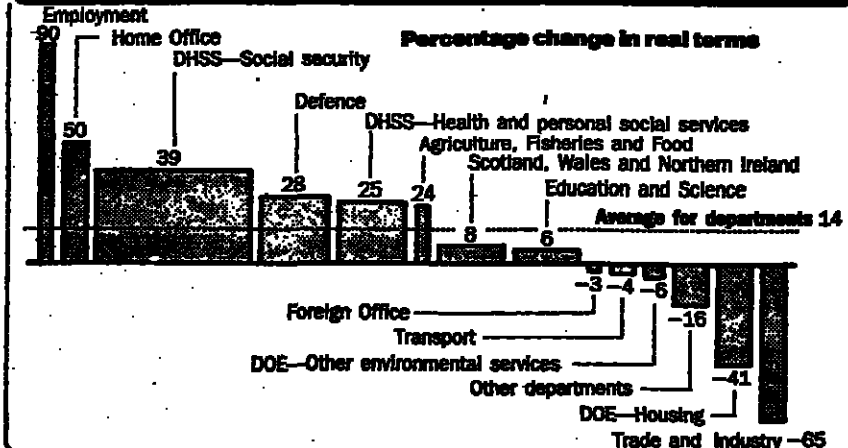 Employment
90
Home Office
Percentage change in real terms
DHSS—Social security
Defence
DHSS—Health and personal social services
50
Agriculture, Fisheries and Food
39
Scotland, Wales and Northern Ireland
28
25
24
Education and Science
Average for departments 14
8
6
-3
-4
-6
Foreign Office
-16
Transport
DOE—Other environmental services
-41
Other departments
DOE—Housing
Trade and Industry -65